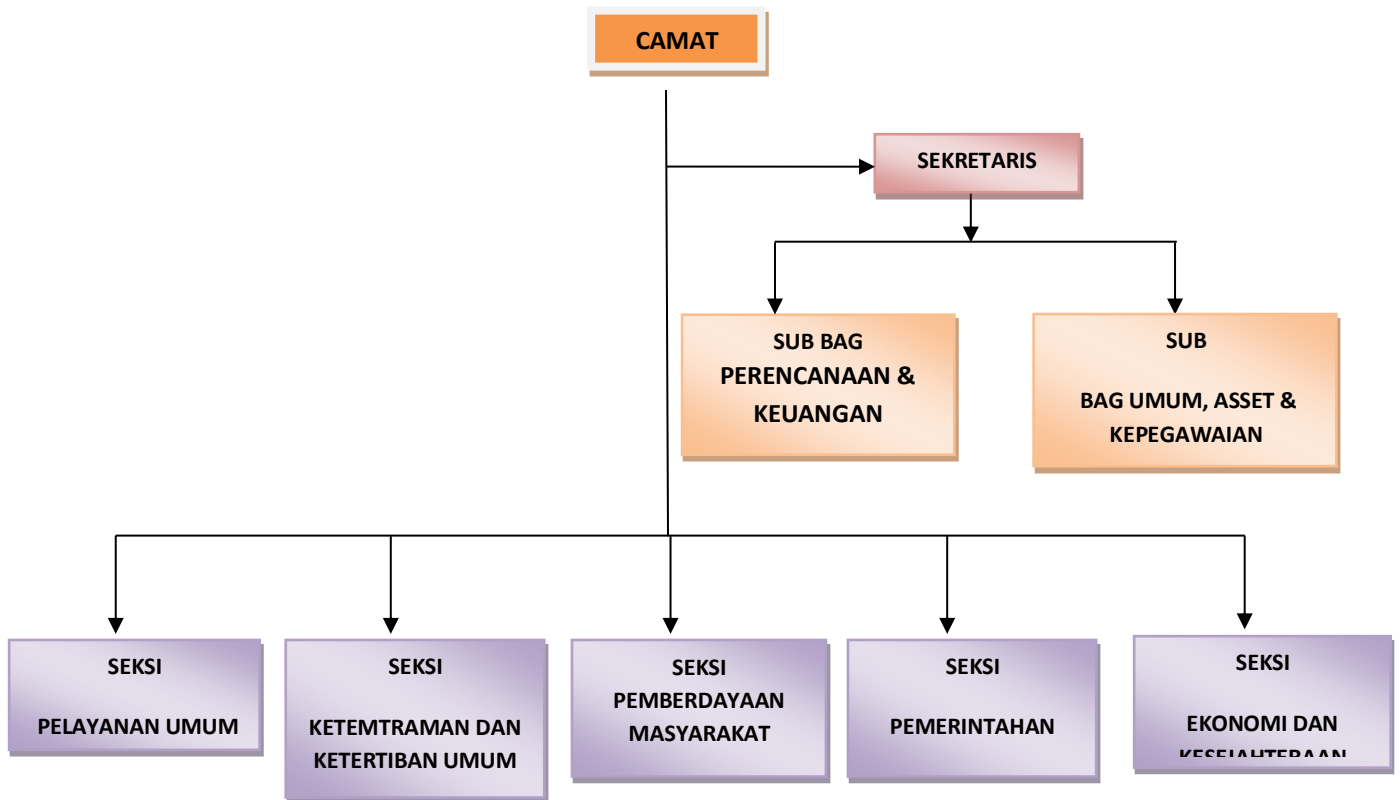 CAMAT
SEKRETARIS
SUB BAG
PERENCANAAN &
KEUANGAN
SUB
BAG UMUM, ASSET &
KEPEGAWAIAN
SEKSI
PELAYANAN UMUM
SEKSI
KETEMTRAMAN DAN
KETERTIBAN UMUM
SEKSI
PEMBERDAYAAN
MASYARAKAT
SEKSI
PEMERINTAHAN
SEKSI
EKONOMI DAN
KESEJAHTERAAN